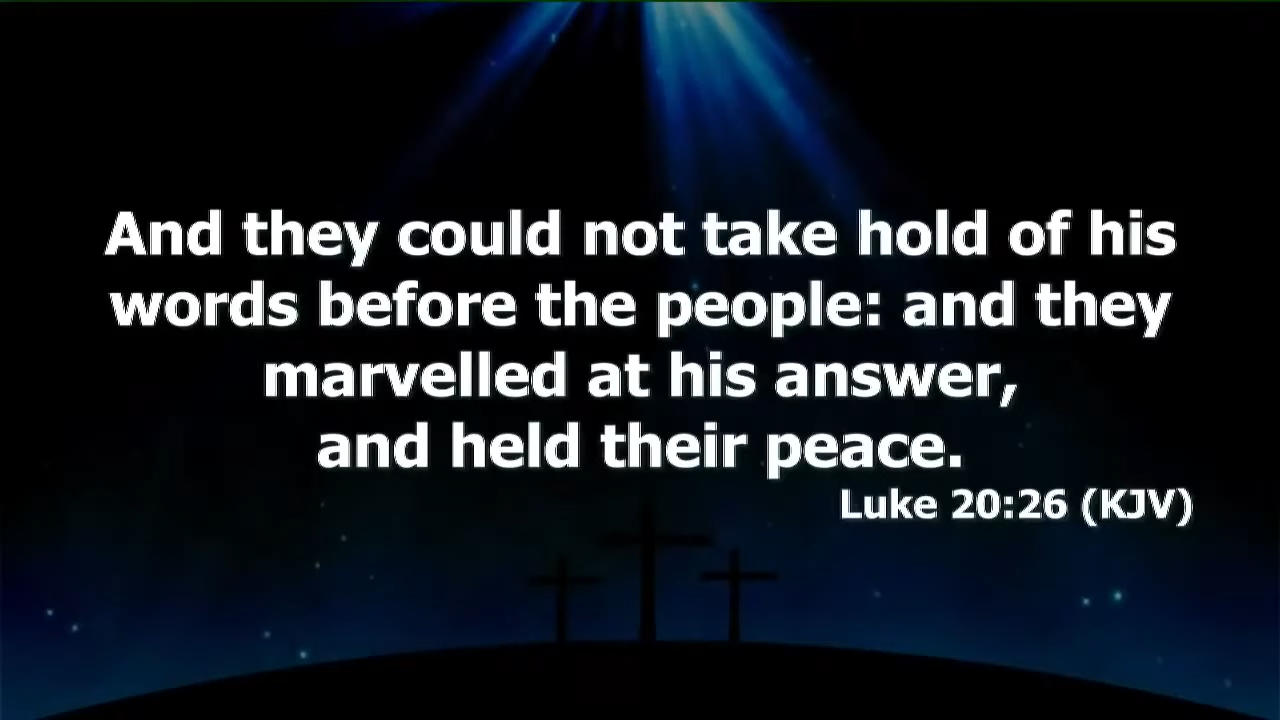 And they could not take hold of his
words before the people: and they
marvelled at his answer,
and held their peace.
Luke 20:26 (KJV)